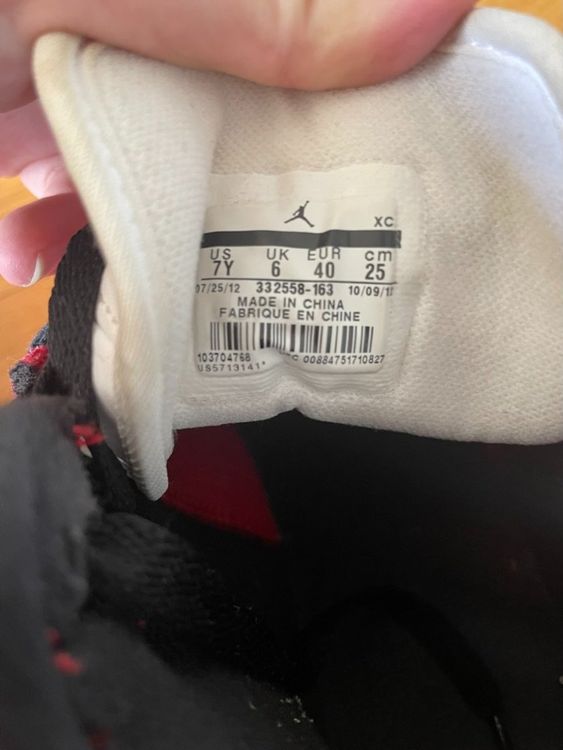 XC
US UK EUR cm
7Y 6 40 25
07/25/12 332558-163 10/09/12
MADE IN CHINA
FABRIQUE EN CHINE
103704768 00884751710827
US5713141*